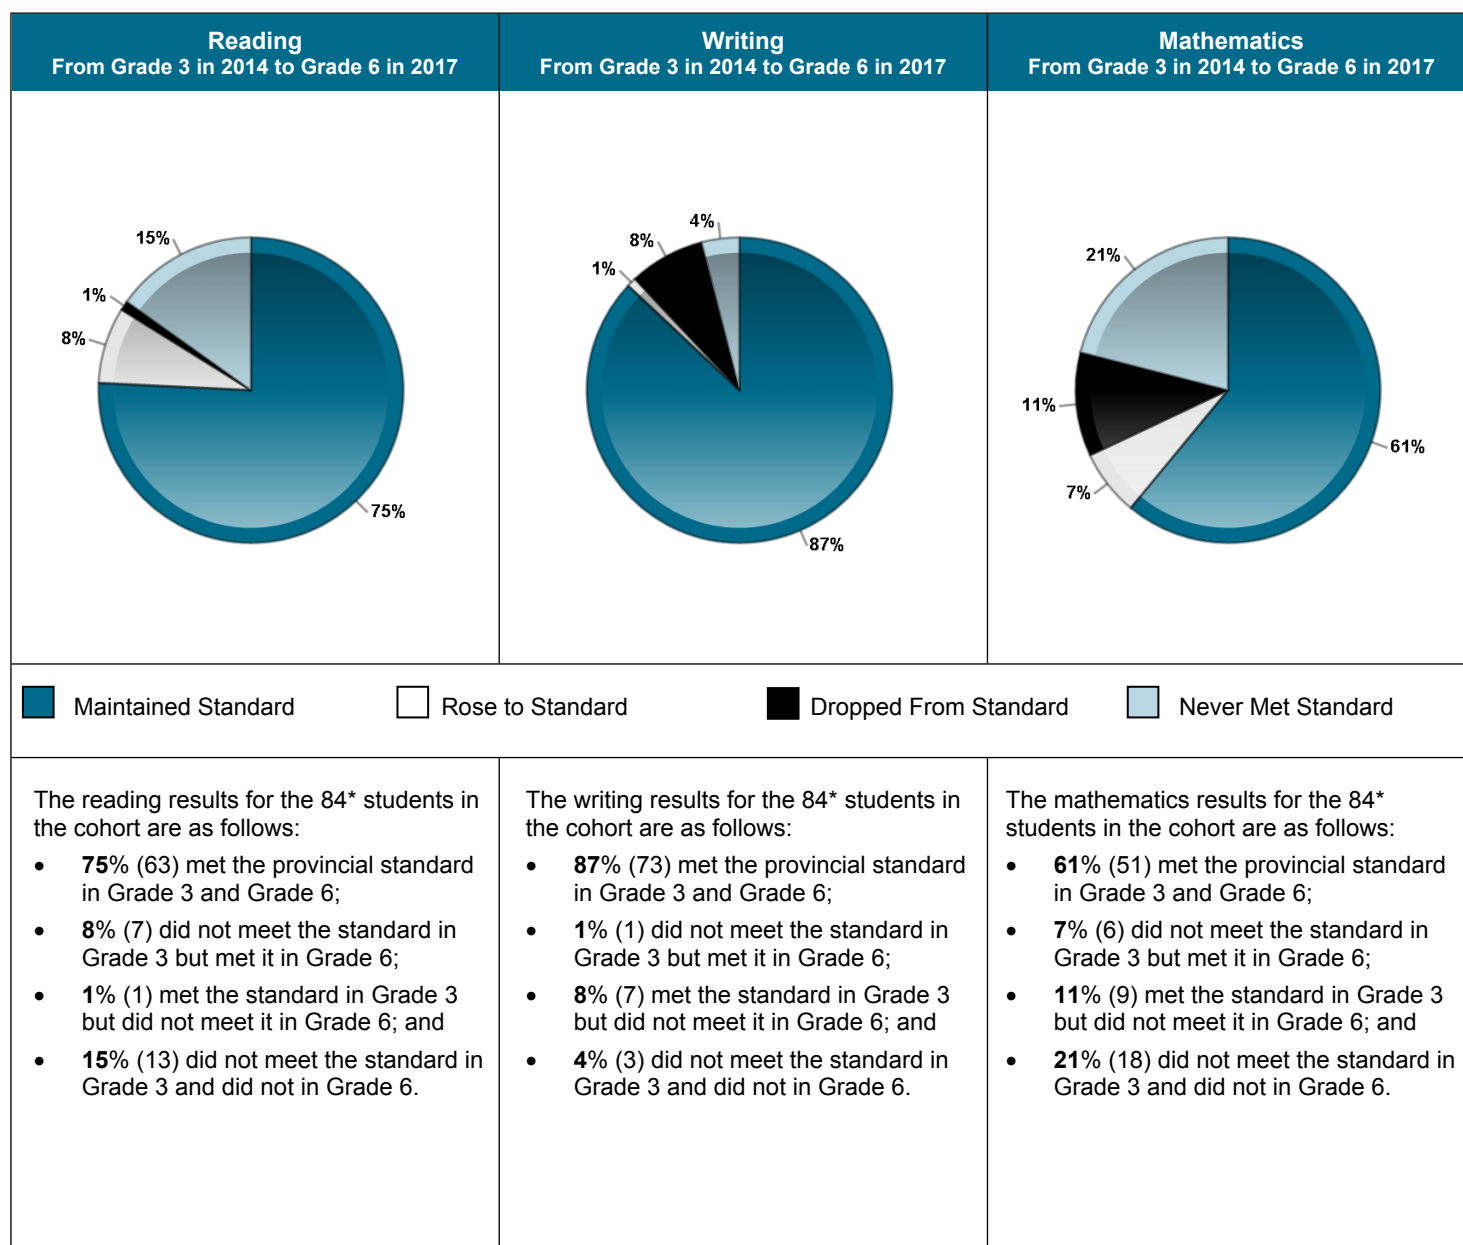 Reading
From Grade 3 in 2014 to Grade 6 in 2017
Writing
From Grade 3 in 2014 to Grade 6 in 2017
Mathematics
From Grade 3 in 2014 to Grade 6 in 2017
15%
1%
8%
75%
4%
8%
1%
87%
21%
11%
7%
61%
Maintained Standard
Rose to Standard
Dropped From Standard
Never Met Standard
The reading results for the 84* students in
the cohort are as follows:
• 75% (63) met the provincial standard
in Grade 3 and Grade 6;
• 8% (7) did not meet the standard in
Grade 3 but met it in Grade 6;
• 1% (1) met the standard in Grade 3
but did not meet it in Grade 6; and
• 15% (13) did not meet the standard in
Grade 3 and did not in Grade 6.
The writing results for the 84* students in
the cohort are as follows:
• 87% (73) met the provincial standard
in Grade 3 and Grade 6;
• 1% (1) did not meet the standard in
Grade 3 but met it in Grade 6;
• 8% (7) met the standard in Grade 3
but did not meet it in Grade 6; and
• 4% (3) did not meet the standard in
Grade 3 and did not in Grade 6.
The mathematics results for the 84*
students in the cohort are as follows:
• 61% (51) met the provincial standard
in Grade 3 and Grade 6;
• 7% (6) did not meet the standard in
Grade 3 but met it in Grade 6;
• 11% (9) met the standard in Grade 3
but did not meet it in Grade 6; and
• 21% (18) did not meet the standard in
Grade 3 and did not in Grade 6.